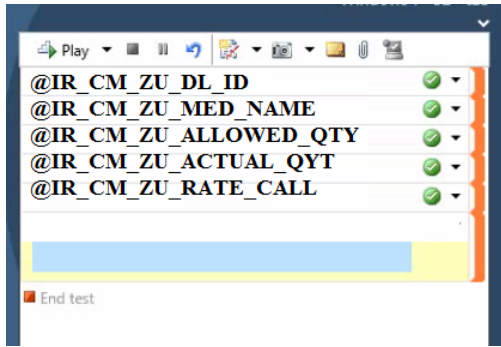 Play
@IR_CM_ZU_DL_ID
@IR_CM_ZU_MED_NAME
@IR_CM_ZU_ALLOWED_QTY
@IR_CM_ZU_ACTUAL_QYT
@IR_CM_ZU_RATE_CALL
End test